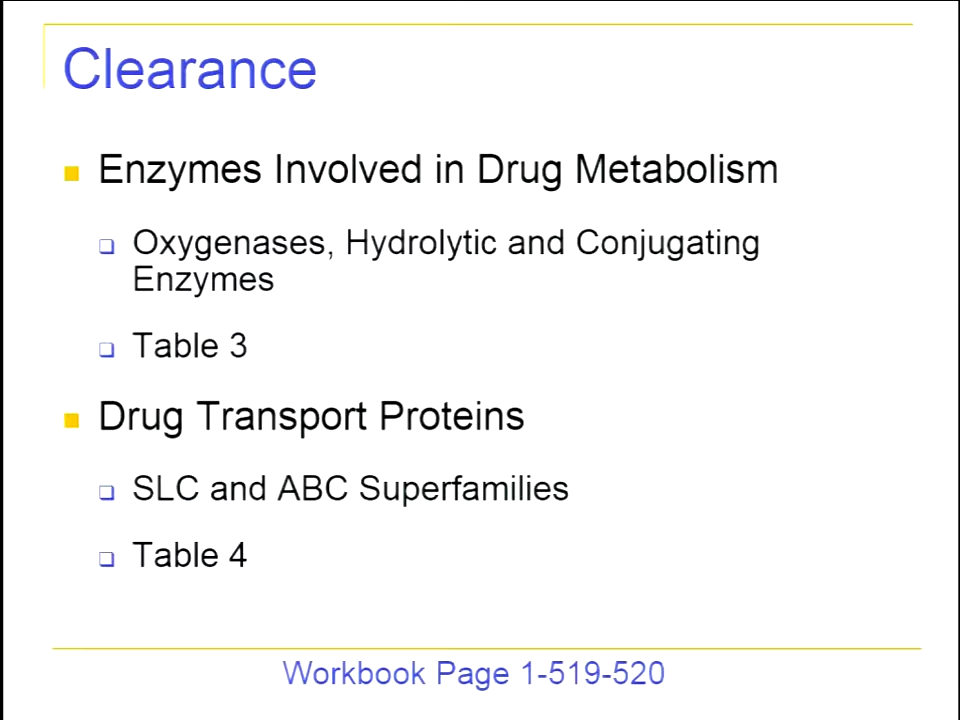 Clearance
Enzymes Involved in Drug Metabolism
Oxygenases, Hydrolytic and Conjugating
Enzymes
Table 3
Drug Transport Proteins
SLC and ABC Superfamilies
Table 4
Workbook Page 1-519-520